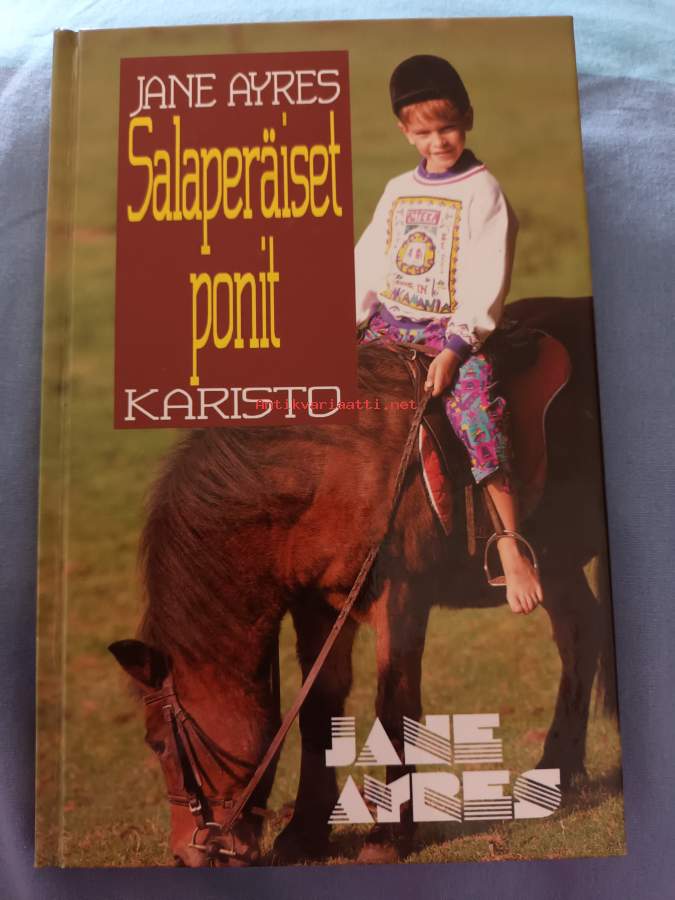 JANE AYRES
Salaperäiset
ponit
KARISTO
Antikvariaatti.net
JANE
AYRES